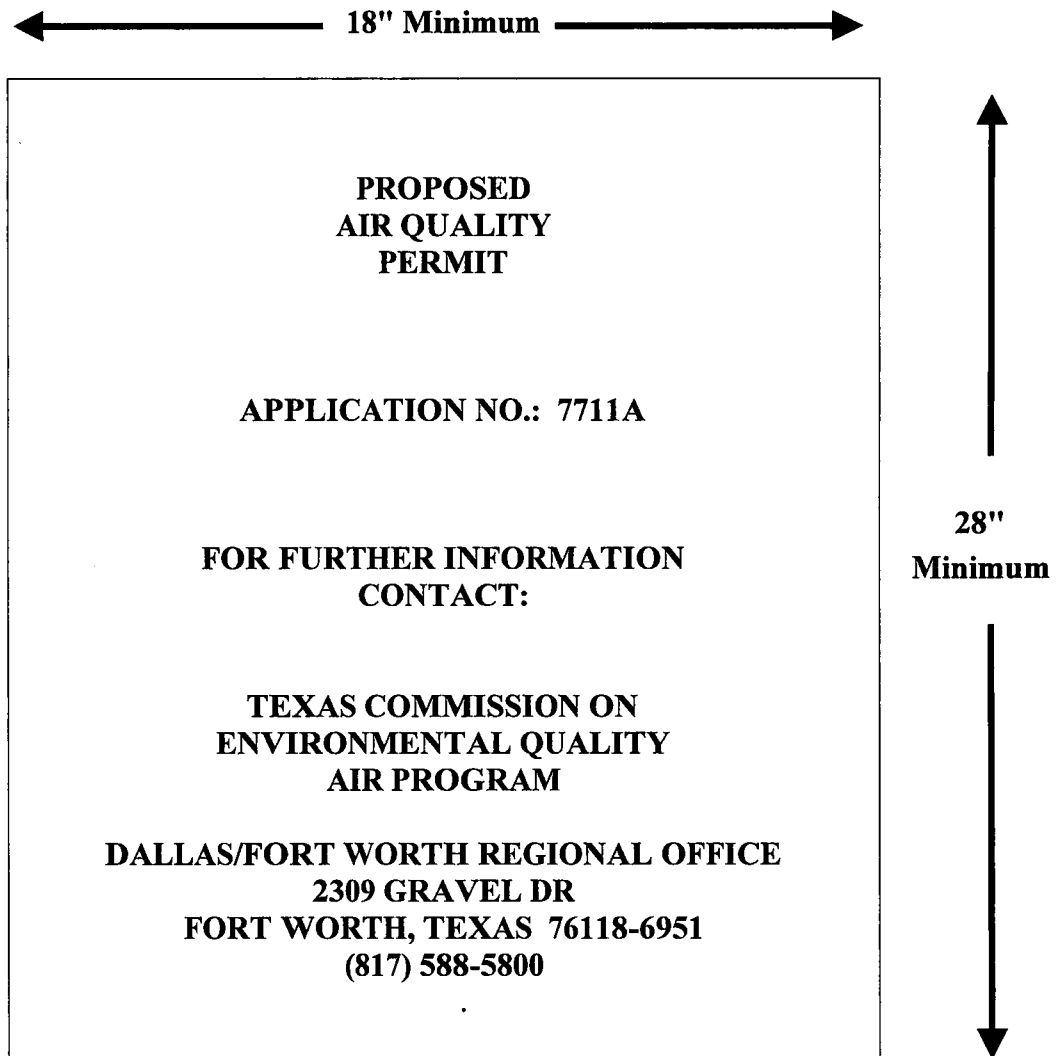 18" Minimum
PROPOSED
AIR QUALITY
PERMIT
APPLICATION NO.: 7711A
FOR FURTHER INFORMATION
CONTACT:
TEXAS COMMISSION ON
ENVIRONMENTAL QUALITY
AIR PROGRAM
DALLAS/FORT WORTH REGIONAL OFFICE
2309 GRAVEL DR
FORT WORTH, TEXAS 76118-6951
(817) 588-5800
28"
Minimum